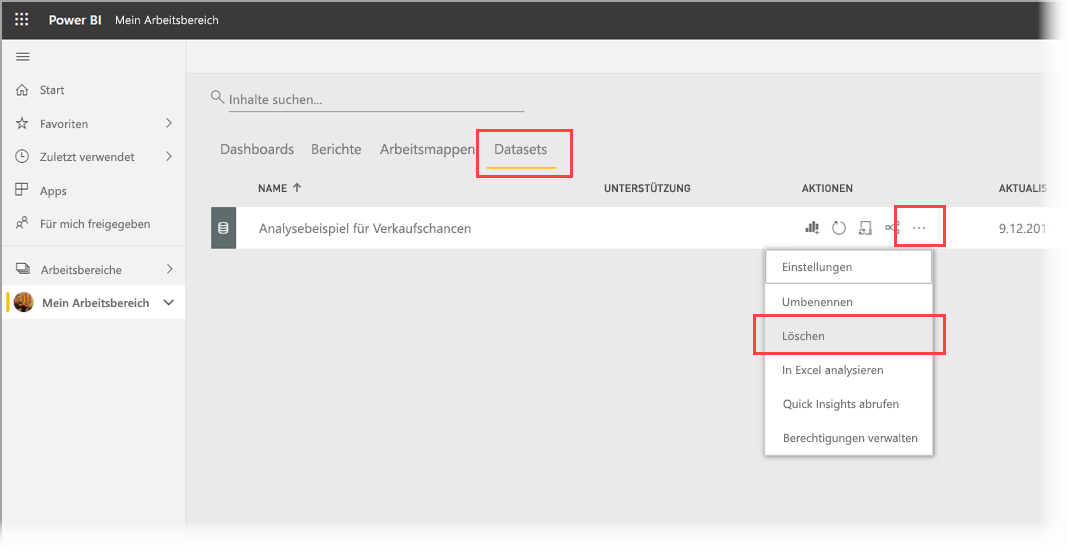 Power BI Mein Arbeitsbereich
Start
Favoriten
Zuletzt verwendet
Apps
Für mich freigegeben
Arbeitsbereiche
Mein Arbeitsbereich
Inhalte suchen...
Dashboards Berichte Arbeitsmappen Datasets
NAME UNTERSTÜTZUNG AKTIONEN AKTUALIS
Analysebeispiel für Verkaufschancen 9.12.201
Einstellungen
Umbenennen
Löschen
In Excel analysieren
Quick Insights abrufen
Berechtigungen verwalten